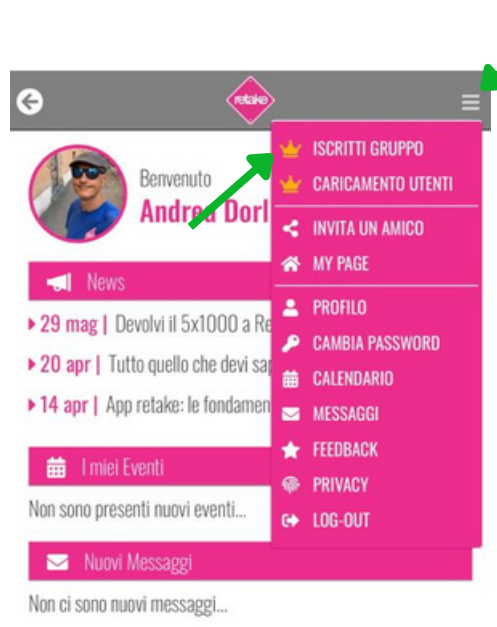 retake
ISCRITTI GRUPPO
CARICAMENTO UTENTI
INVITA UN AMICO
MY PAGE
PROFILO
CAMBIA PASSWORD
CALENDARIO
MESSAGGI
FEEDBACK
PRIVACY
LOG-OUT
Benvenuto
Andrea Dorl
News
29 mag | Devolvi il 5x1000 a Re
20 apr | Tutto quello che devi sap
14 apr | App retake: le fondamen
I miei Eventi
Non sono presenti nuovi eventi...
Nuovi Messaggi
Non ci sono nuovi messaggi...